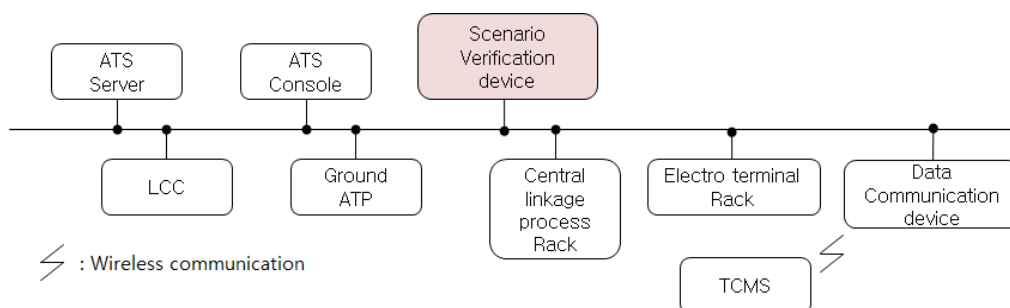 ATS
Server
ATS
Console
Scenario
Verification
device
LCC
Ground
ATP
Central
linkage
process
Rack
Electro terminal
Rack
Data
Communication
device
: Wireless communication
TCMS